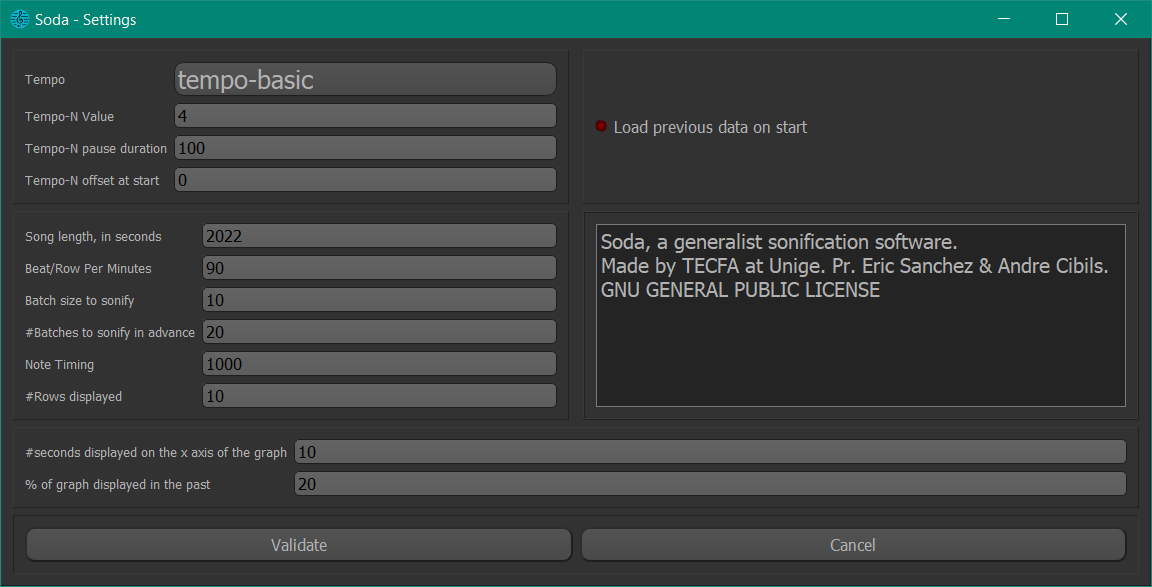 Soda - Settings
Tempo
tempo-basic
Tempo-N Value
4
Tempo-N pause duration
100
Tempo-N offset at start
0
Load previous data on start
Song length, in seconds
2022
Beat/Row Per Minutes
90
Batch size to sonify
10
#Batches to sonify in advance
20
Note Timing
1000
#Rows displayed
10
Soda, a generalist sonification software.
Made by TECFA at Unige. Pr. Eric Sanchez & Andre Cibils.
GNU GENERAL PUBLIC LICENSE
#seconds displayed on the x axis of the graph
10
% of graph displayed in the past
20
Validate
Cancel